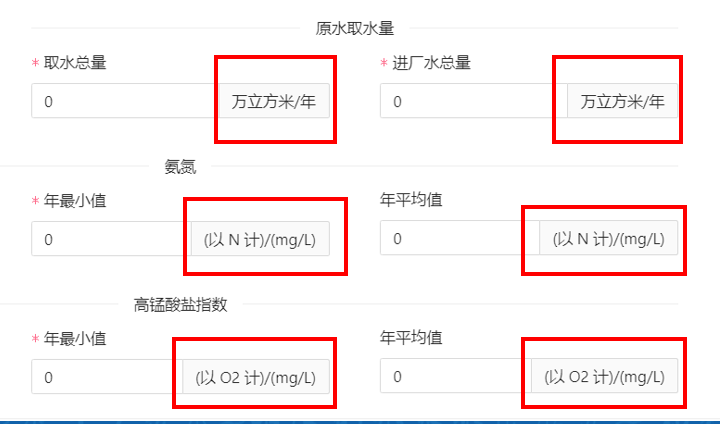 原水取水量
* 取水总量
* 进厂水总量
0 万立方米/年
0 万立方米/年
氨氮
* 年最小值
年平均值
0 (以 N 计)/(mg/L)
0 (以 N 计)/(mg/L)
高锰酸盐指数
* 年最小值
年平均值
0 (以 O2 计)/(mg/L)
0 (以 O2 计)/(mg/L)